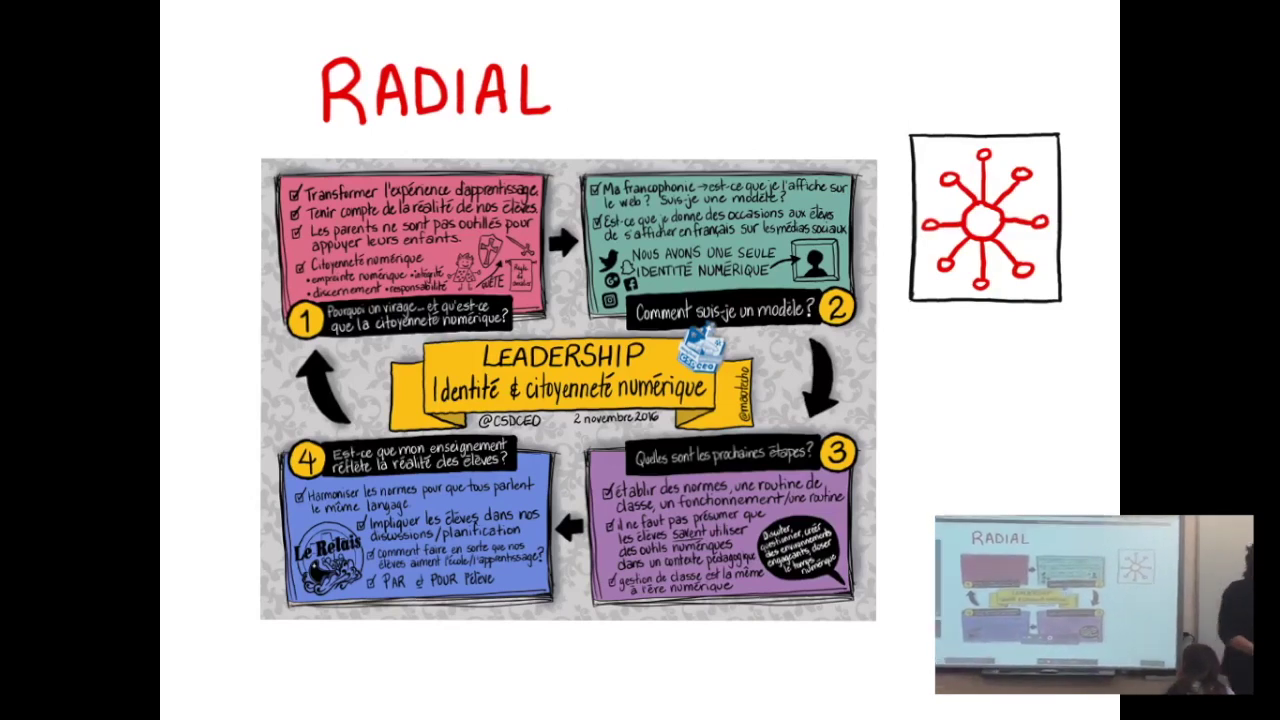 RADIAL
Transformer l'expérience d'apprentissage.
Tenir compte de la réalité de nos élèves.
Les parents ne sont pas outillés pour
appuyer leurs enfants.
Citoyenneté numérique
• empreinte numérique • intégrité
• discernement • responsabilité
QUÊTE
1 Pourquoi un virage... et qu'est-ce
que la citoyenneté numérique?
Ma francophonie → est-ce que je l'affiche sur
le web? Suis-je une modèle?
Est-ce que je donne des occasions aux élèves
de s'afficher en français sur les médias sociaux
NOUS AVONS UNE SEULE
IDENTITÉ NUMÉRIQUE
Comment suis-je un modèle? 2
LEADERSHIP
Identité & citoyenneté numérique
CSDCEO
@mautecho
@CSDCEO 2 novembre 2016
Quelles sont les prochaines étapes? 3
établir des normes, une routine de
classe, un fonctionnement/une routine
il ne faut pas présumer que
les élèves savent utiliser
des outils numériques
dans un contexte pédagogique
gestion de classe est la même
à l'ère numérique
Discuter,
questionner, créer
des environnements
engageants, doser
le temps
numérique
4 Est-ce que mon enseignement
reflète la réalité des élèves?
Harmoniser les normes pour que tous parlent
le même langage
Impliquer les élèves dans nos
discussions/planification
comment faire en sorte que nos
élèves aiment l'école/l'apprentissage?
PAR & POUR l'élève
Le Relais
RADIAL